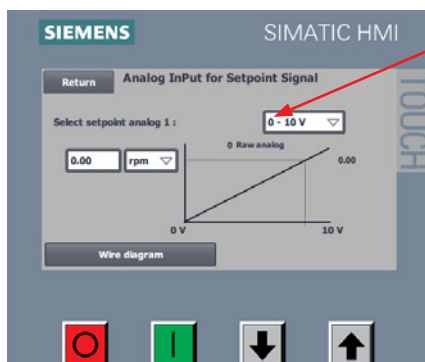 SIEMENS SIMATIC HMI
TOUCH
Return Analog InPut for Setpoint Signal
Select setpoint analog 1 : 0 - 10 V
0.00 rpm 0 Raw analog 0.00
0 V 10 V
Wire diagram